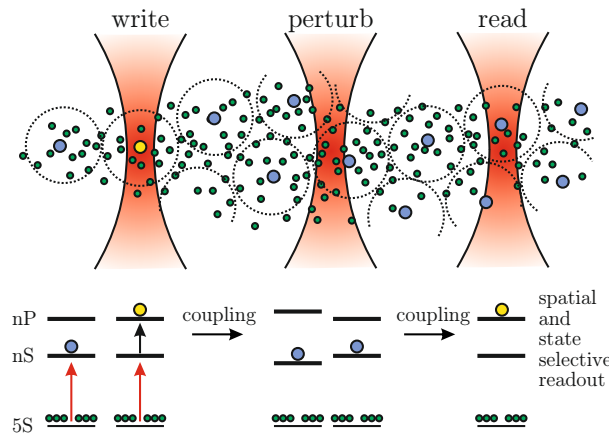 write
perturb
read
nP
coupling
coupling
spatial
and
nS
state
selective
readout
5S